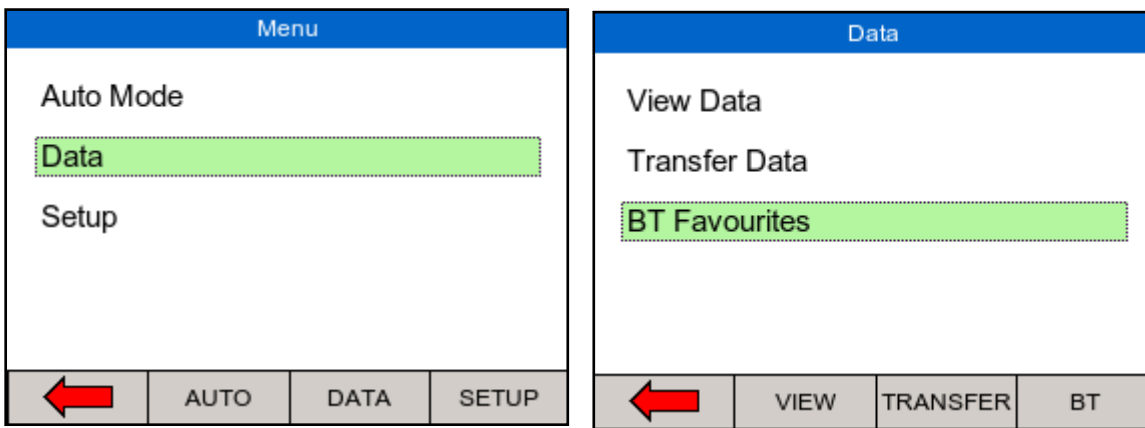 Menu
Auto Mode
Data
Setup
AUTO DATA SETUP
Data
View Data
Transfer Data
BT Favourites
VIEW TRANSFER BT